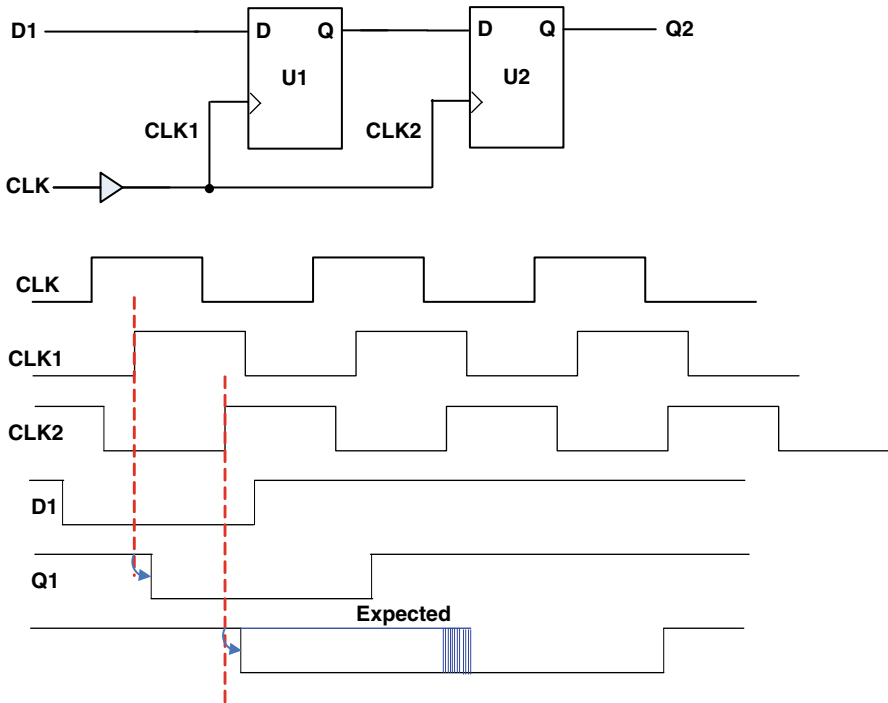 D1
D Q
U1
D Q
U2
Q2
CLK1
CLK2
CLK
CLK
CLK1
CLK2
D1
Q1
Expected